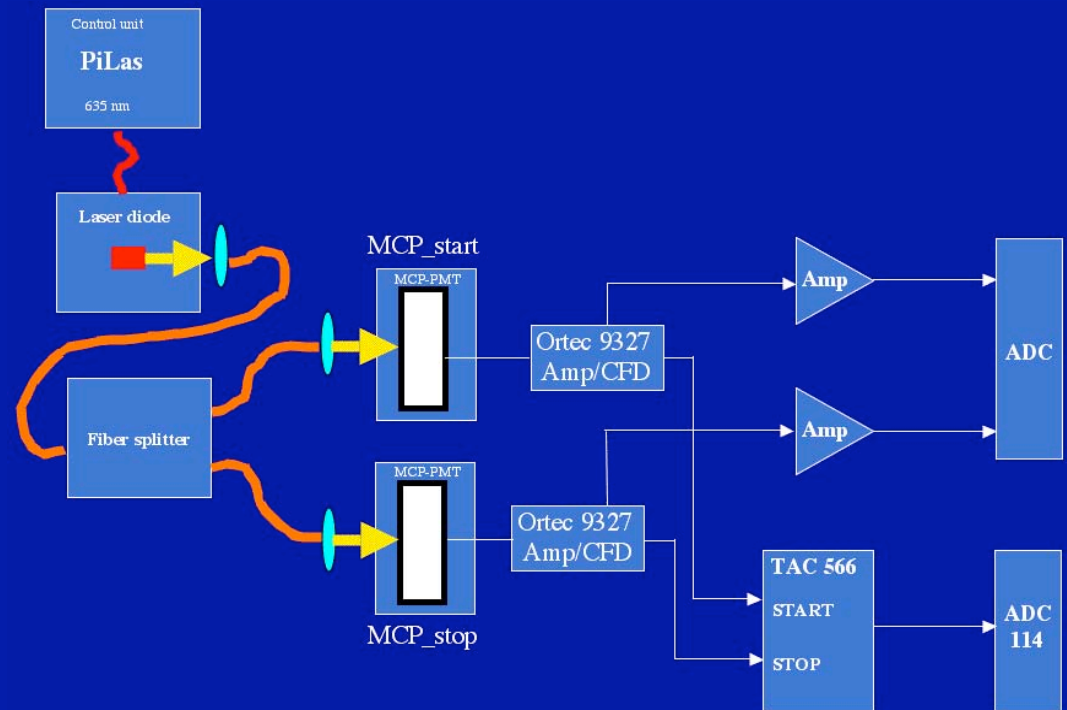 Control unit
PiLas
635 nm
Laser diode
MCP_start
MCP-PMT
Ortec 9327
Amp/CFD
Amp
ADC
Fiber splitter
Amp
MCP-PMT
Ortec 9327
Amp/CFD
MCP_stop
TAC 566
START
STOP
ADC
114